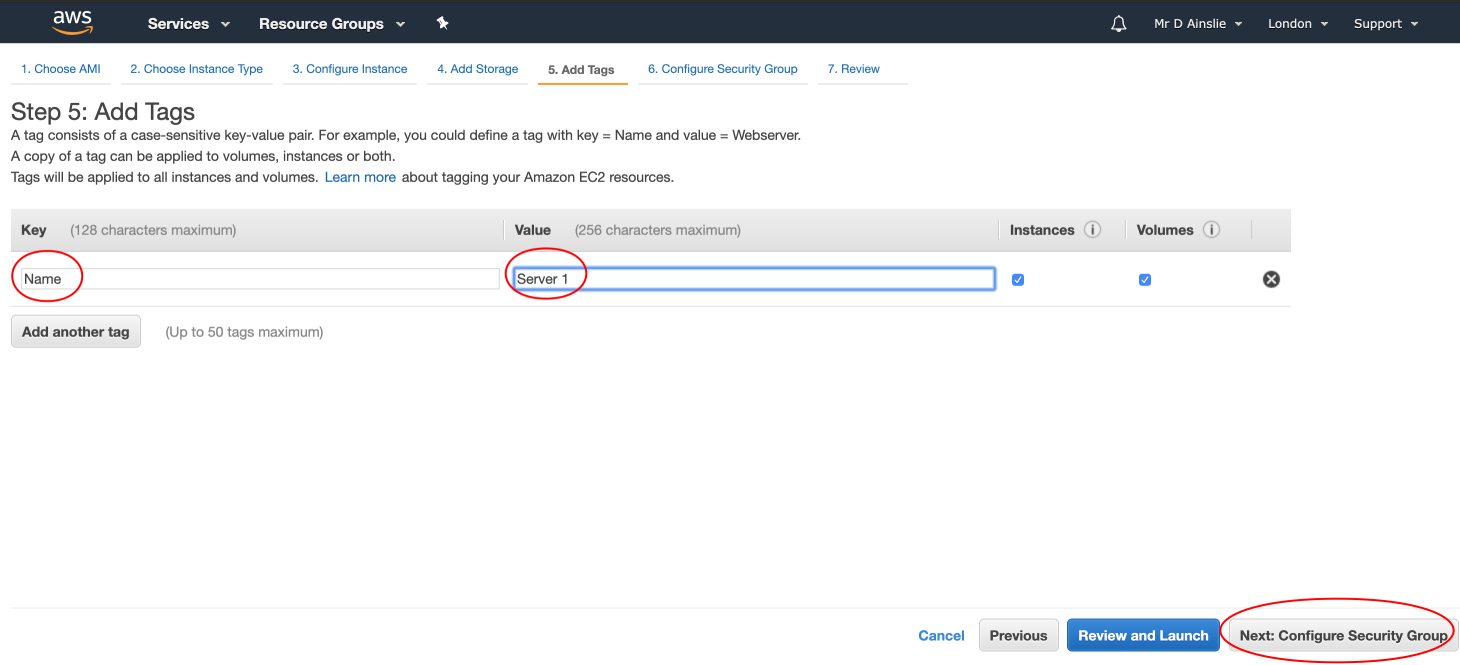 aws Services Resource Groups Mr D Ainslie London Support
1. Choose AMI 2. Choose Instance Type 3. Configure Instance 4. Add Storage 5. Add Tags 6. Configure Security Group 7. Review
Step 5: Add Tags
A tag consists of a case-sensitive key-value pair. For example, you could define a tag with key = Name and value = Webserver.
A copy of a tag can be applied to volumes, instances or both.
Tags will be applied to all instances and volumes. Learn more about tagging your Amazon EC2 resources.
Key (128 characters maximum) Value (256 characters maximum) Instances i Volumes i
Name Server 1
Add another tag (Up to 50 tags maximum)
Cancel Previous Review and Launch Next: Configure Security Group